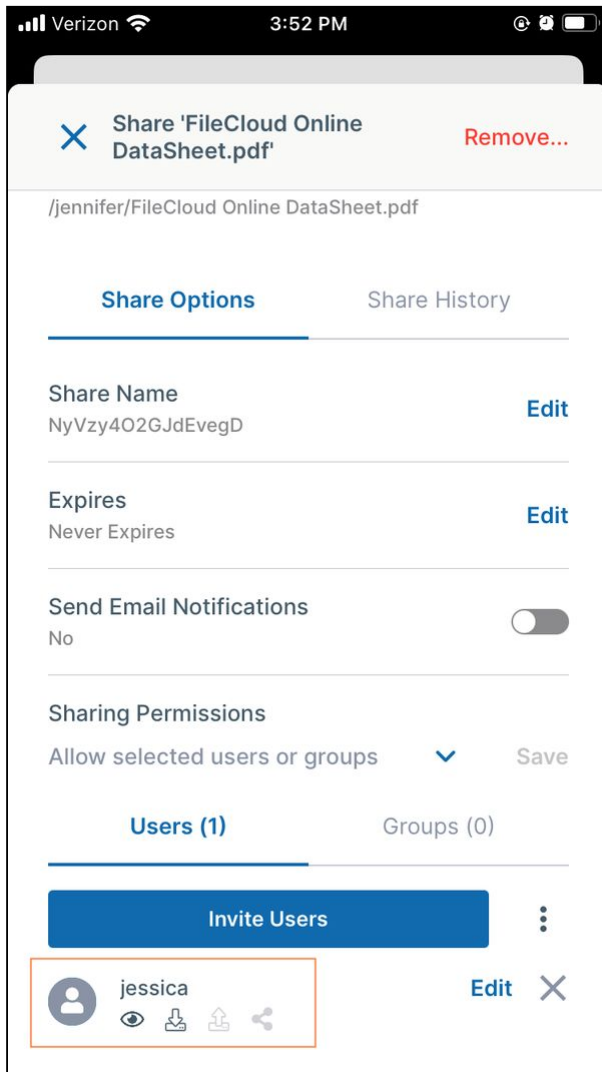 Verizon 3:52 PM
Share 'FileCloud Online
DataSheet.pdf'
Remove...
/jennifer/FileCloud Online DataSheet.pdf
Share Options Share History
Share Name
NyVzy4O2GJdEvegD
Edit
Expires
Never Expires
Edit
Send Email Notifications
No
Sharing Permissions
Allow selected users or groups Save
Users (1) Groups (0)
Invite Users
jessica
Edit